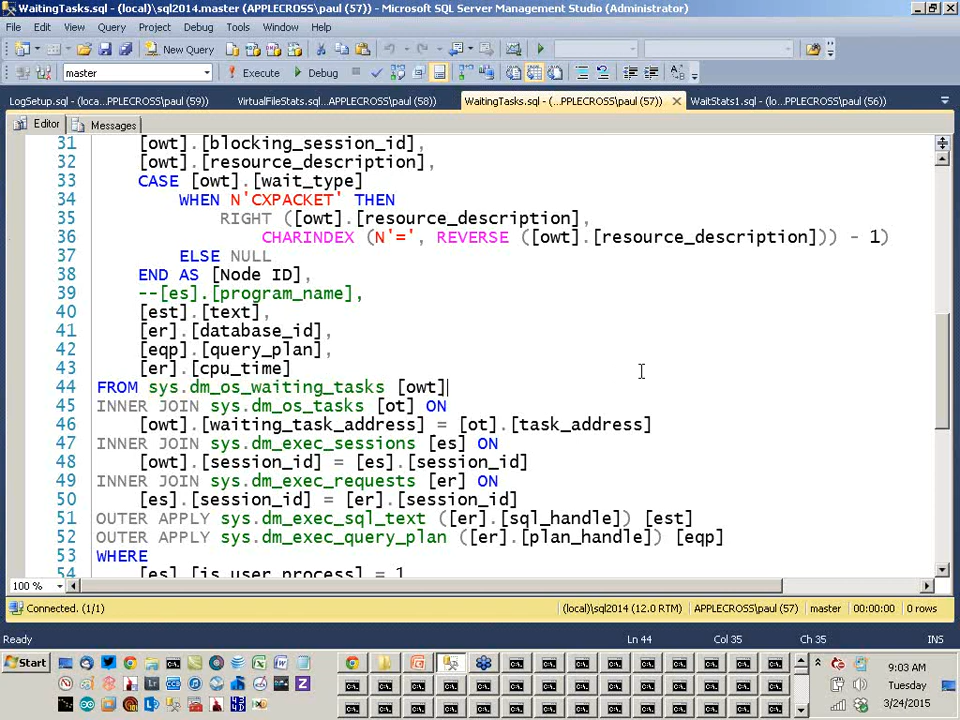 WaitingTasks.sql - (local)\sql2014.master (APPLECROSS\paul (57)) - Microsoft SQL Server Management Studio (Administrator)
File Edit View Query Project Debug Tools Window Help
New Query
master Execute Debug
LogSetup.sql - (loca...PPLECROSS\paul (59)) VirtualFileStats.sql...APPLECROSS\paul (58)) WaitingTasks.sql - (...PPLECROSS\paul (57)) WaitStats1.sql - (lo...PPLECROSS\paul (56))
Editor Messages
31 [owt].[blocking_session_id],
32 [owt].[resource_description],
33 CASE [owt].[wait_type]
34 WHEN N'CXPACKET' THEN
35 RIGHT ([owt].[resource_description],
36 CHARINDEX (N'=', REVERSE ([owt].[resource_description])) - 1)
37 ELSE NULL
38 END AS [Node ID],
39 --[es].[program_name],
40 [est].[text],
41 [er].[database_id],
42 [eqp].[query_plan],
43 [er].[cpu_time]
44 FROM sys.dm_os_waiting_tasks [owt]
45 INNER JOIN sys.dm_os_tasks [ot] ON
46 [owt].[waiting_task_address] = [ot].[task_address]
47 INNER JOIN sys.dm_exec_sessions [es] ON
48 [owt].[session_id] = [es].[session_id]
49 INNER JOIN sys.dm_exec_requests [er] ON
50 [es].[session_id] = [er].[session_id]
51 OUTER APPLY sys.dm_exec_sql_text ([er].[sql_handle]) [est]
52 OUTER APPLY sys.dm_exec_query_plan ([er].[plan_handle]) [eqp]
53 WHERE
54 [es].[is_user_process] = 1
100 %
Connected. (1/1) (local)\sql2014 (12.0 RTM) APPLECROSS\paul (57) master 00:00:00 0 rows
Ready Ln 44 Col 35 Ch 35 INS
Start
9:03 AM
Tuesday
3/24/2015